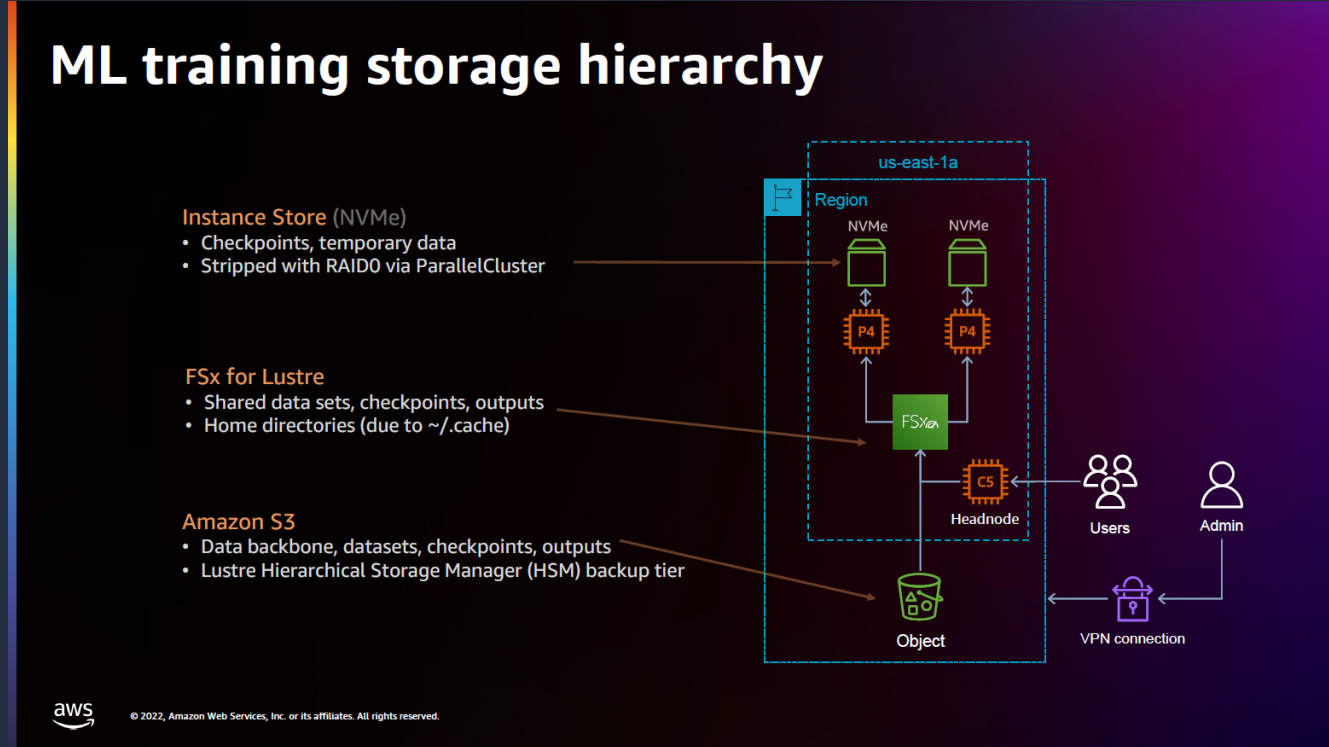 ML training storage hierarchy
us-east-1a
Region
Instance Store (NVMe)
• Checkpoints, temporary data
• Stripped with RAID0 via ParallelCluster
NVMe
NVMe
P4
P4
FSx for Lustre
• Shared data sets, checkpoints, outputs
• Home directories (due to ~/.cache)
FSx
C5
Headnode
Users
Admin
Amazon S3
• Data backbone, datasets, checkpoints, outputs
• Lustre Hierarchical Storage Manager (HSM) backup tier
Object
VPN connection
aws
© 2022, Amazon Web Services, Inc. or its affiliates. All rights reserved.